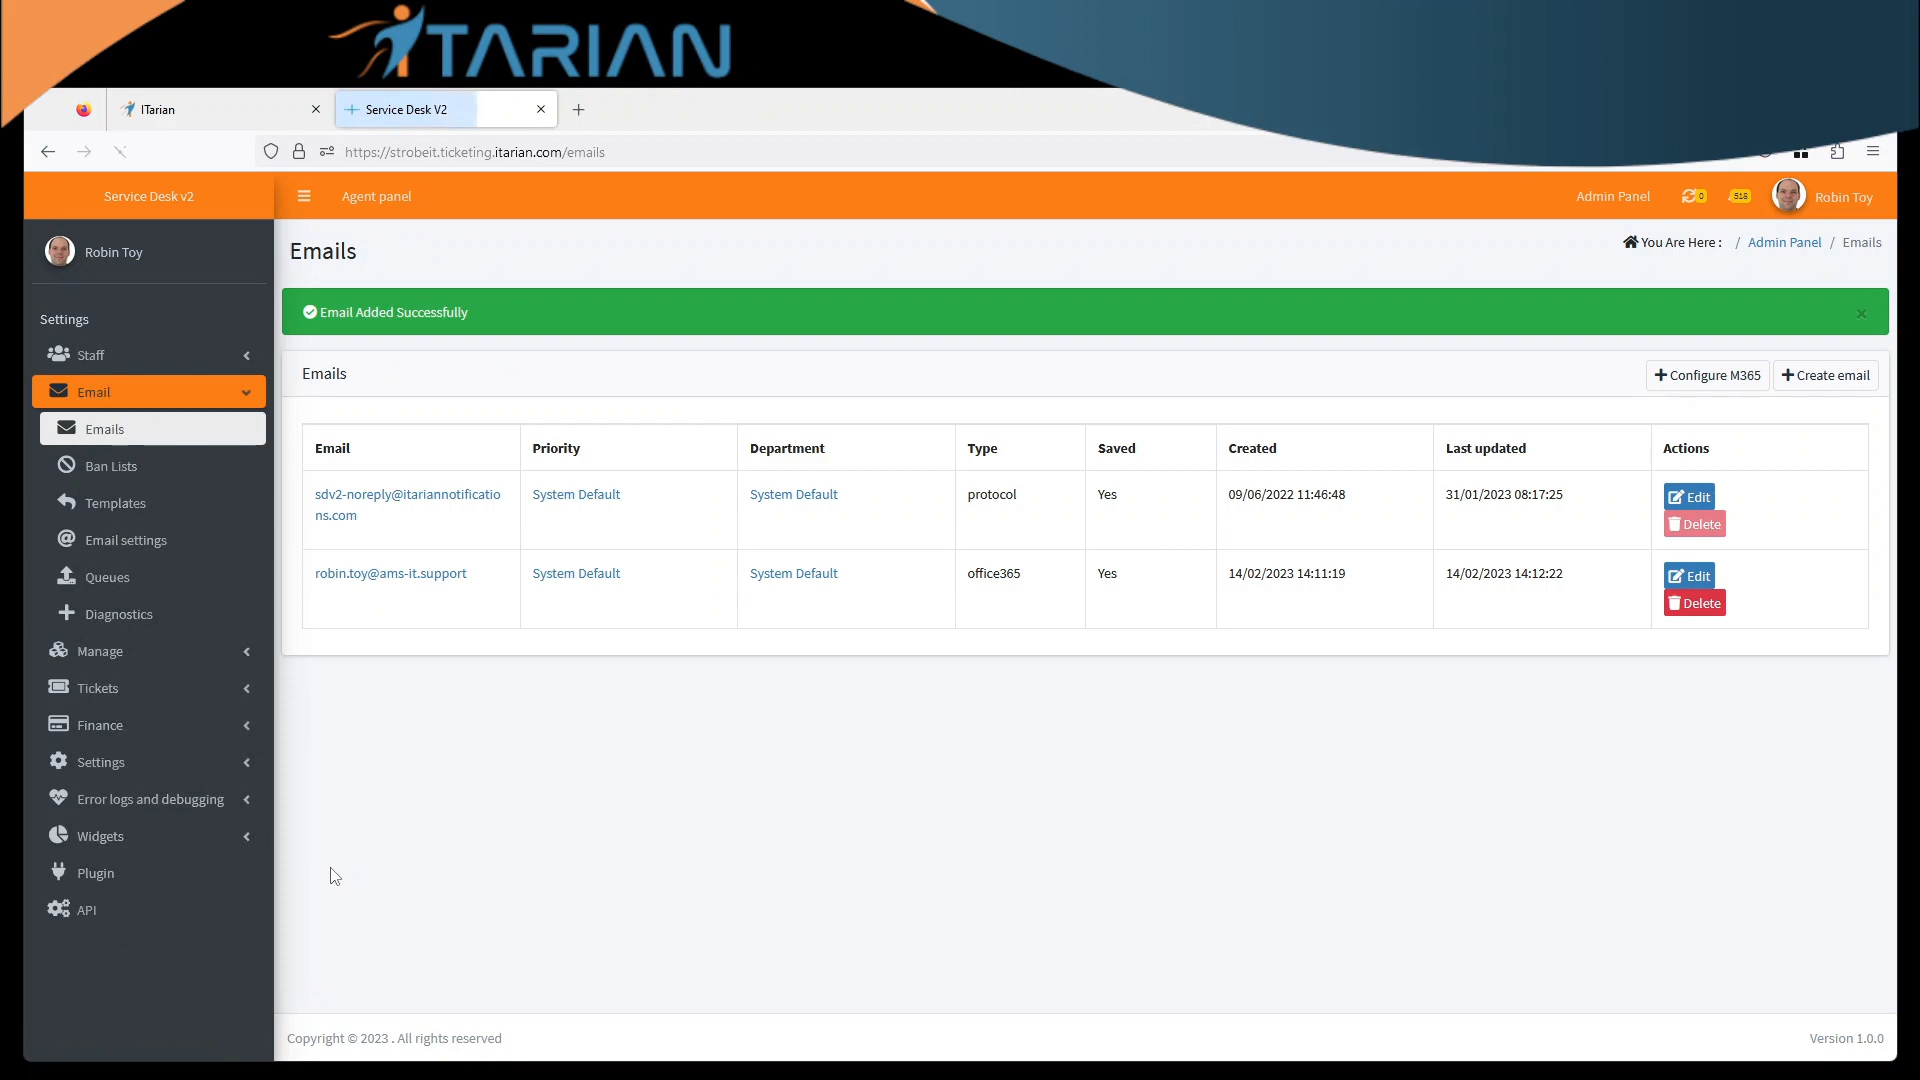 ITARIAN
ITarian
Service Desk V2
https://strobeit.ticketing.itarian.com/emails
Service Desk v2
Agent panel
Admin Panel
0
516
Robin Toy
Robin Toy
Emails
You Are Here : / Admin Panel / Emails
Settings
Email Added Successfully
×
Staff
Email
Emails
Ban Lists
Templates
Email settings
Queues
Diagnostics
Manage
Tickets
Finance
Settings
Error logs and debugging
Widgets
Plugin
API
Emails
Configure M365
Create email
Email Priority Department Type Saved Created Last updated Actions
sdv2-noreply@itariannotificatio System Default System Default protocol Yes 09/06/2022 11:46:48 31/01/2023 08:17:25 Edit
ns.com
Delete
robin.toy@ams-it.support System Default System Default office365 Yes 14/02/2023 14:11:19 14/02/2023 14:12:22 Edit
Delete
Copyright © 2023 . All rights reserved
Version 1.0.0